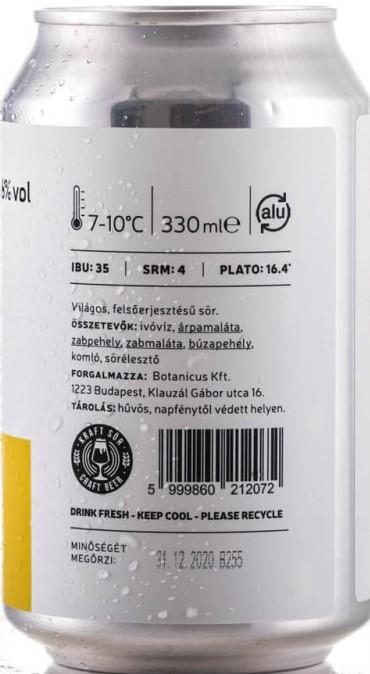 6% vol
7-10°C | 330 ml℮
alu
IBU: 35 | SRM: 4 | PLATO: 16.4°
Világos, felsőerjesztésű sör.
ÖSSZETEVŐK: ivóvíz, árpamaláta,
zabpehely, zabmaláta, búzapehely,
komló, sörélesztő
FORGALMAZZA: Botanicus Kft.
1223 Budapest, Klauzál Gábor utca 16.
TÁROLÁS: hűvös, napfénytől védett helyen.
KRAFT SÖR
CRAFT BEER
5 999860 212072
DRINK FRESH - KEEP COOL - PLEASE RECYCLE
MINŐSÉGÉT
MEGŐRZI:
31.12.2020 B255